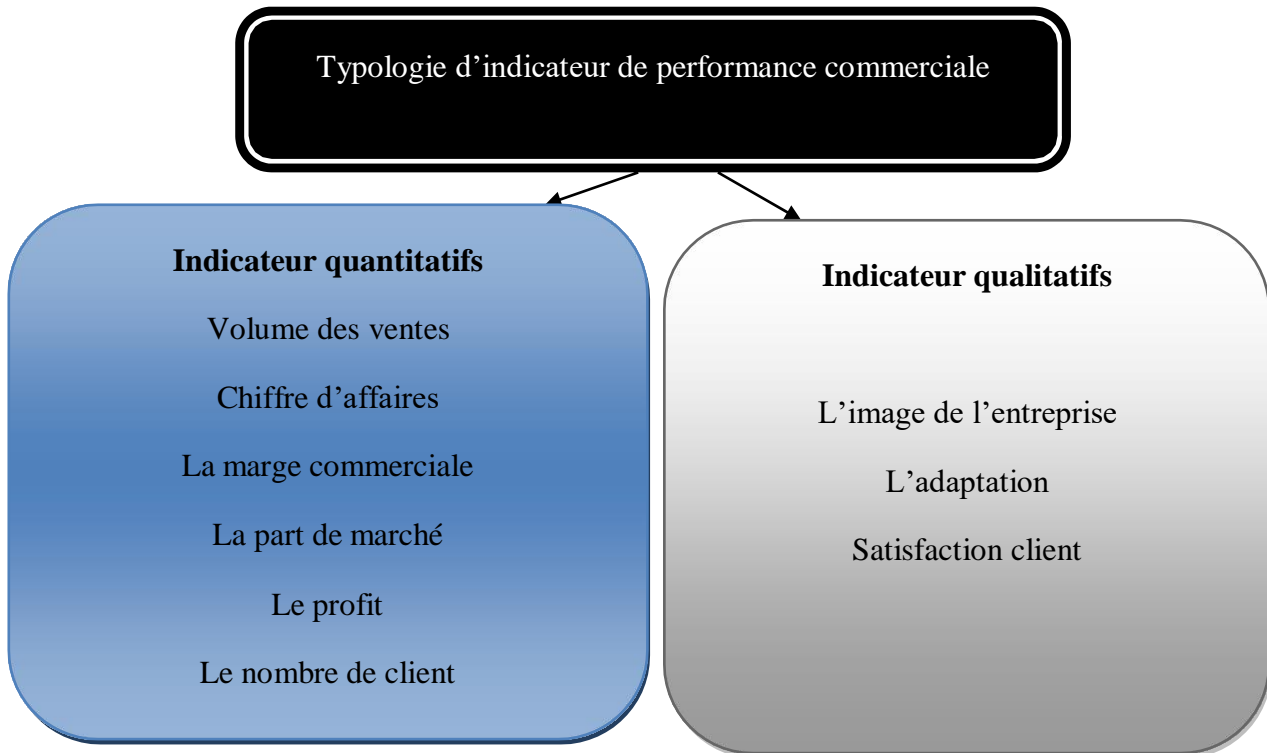 Typologie d’indicateur de performance commerciale
Indicateur quantitatifs
Volume des ventes
Chiffre d’affaires
La marge commerciale
La part de marché
Le profit
Le nombre de client
Indicateur qualitatifs
L’image de l’entreprise
L’adaptation
Satisfaction client